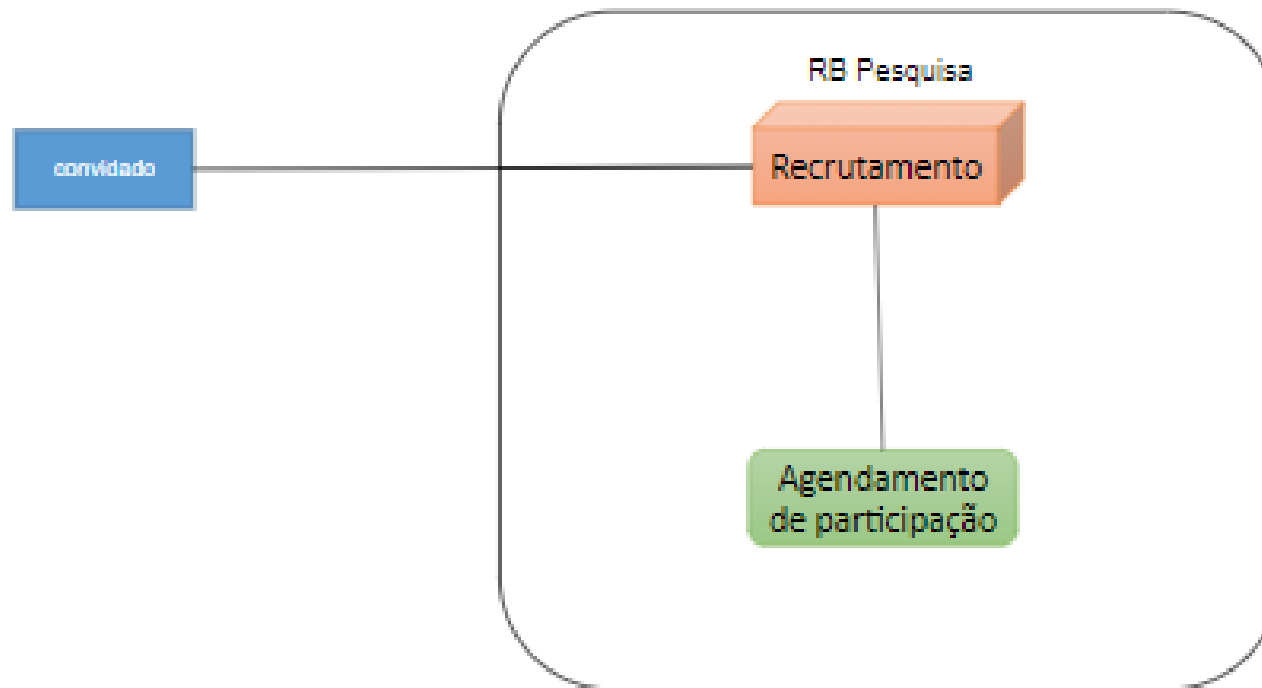 RB Pesquisa
convidado
Recrutamento
Agendamento
de participação